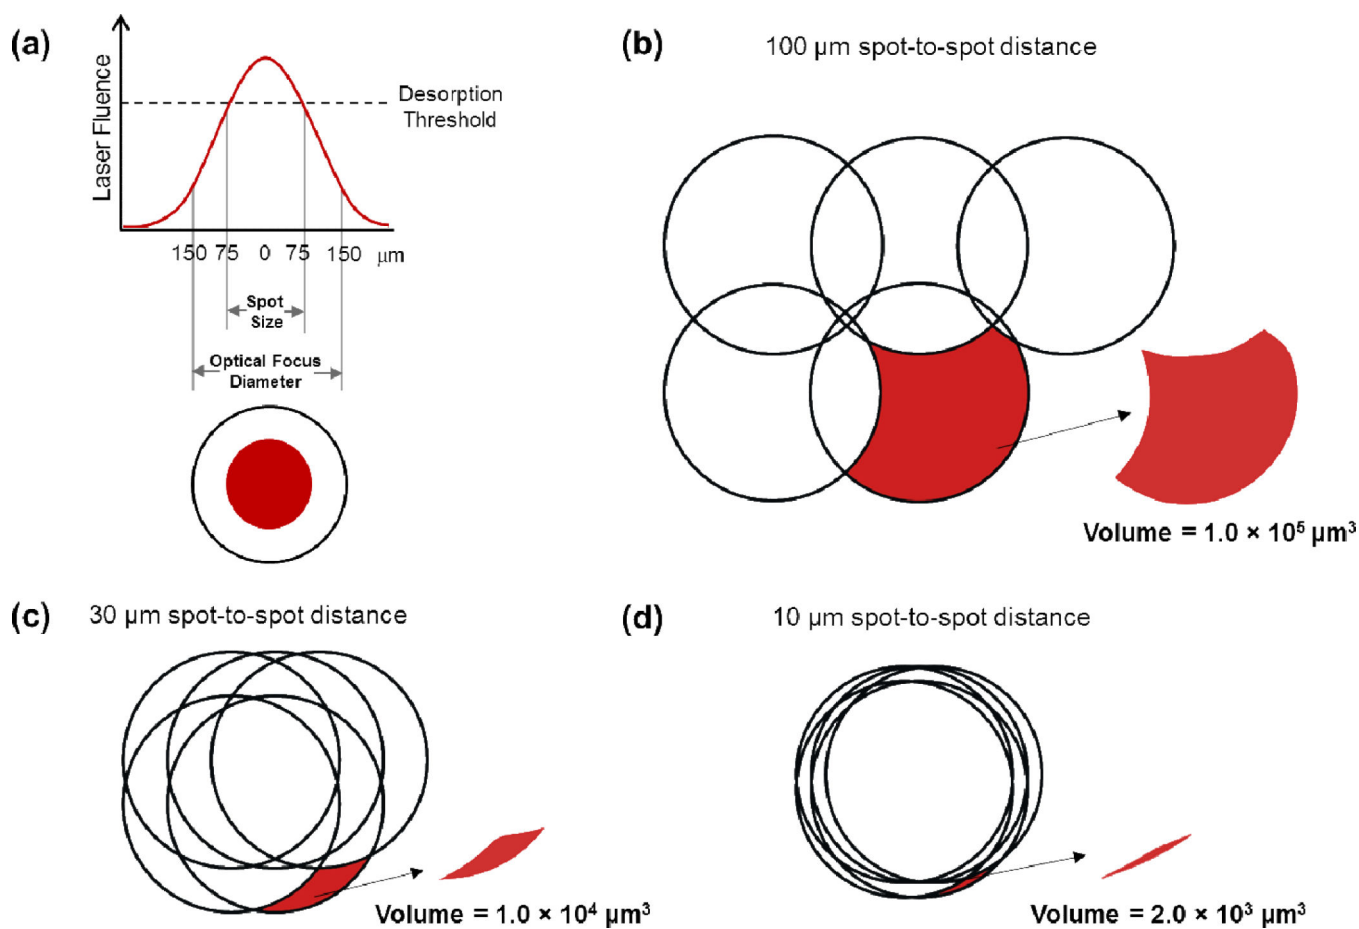 (a)
Laser Fluence
Desorption
Threshold
150 75 0 75 150 µm
Spot
Size
Optical Focus
Diameter
(b)
100 µm spot-to-spot distance
Volume = 1.0 × 10⁵ µm³
(c)
30 µm spot-to-spot distance
Volume = 1.0 × 10⁴ µm³
(d)
10 µm spot-to-spot distance
Volume = 2.0 × 10³ µm³